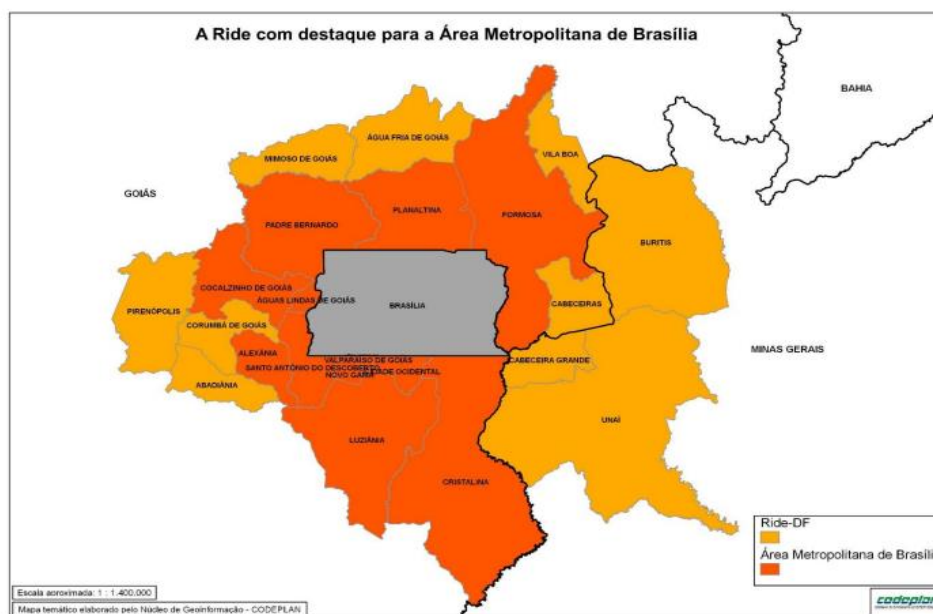 A Ride com destaque para a Área Metropolitana de Brasília
BAHIA
ÁGUA FRIA DE GOIÁS
MIMOSO DE GOIÁS
VILA BOA
GOIÁS
PLANALTINA
FORMOSA
PADRE BERNARDO
BURITIS
COCALZINHO DE GOIÁS
ÁGUAS LINDAS DE GOIÁS
BRASÍLIA
CABECEIRAS
PIRENÓPOLIS
CORUMBÁ DE GOIÁS
MINAS GERAIS
ALEXÂNIA
VALPARAÍSO DE GOIÁS
CABECEIRA GRANDE
SANTO ANTÔNIO DO DESCOBERTO
CIDADE OCIDENTAL
NOVO GAMA
ABADIÂNIA
UNAÍ
LUZIÂNIA
CRISTALINA
Ride-DF
Área Metropolitana de Brasíli
Escala aproximada: 1 : 1.400.000
Mapa temático elaborado pelo Núcleo de Geoinformação - CODEPLAN
codeplan